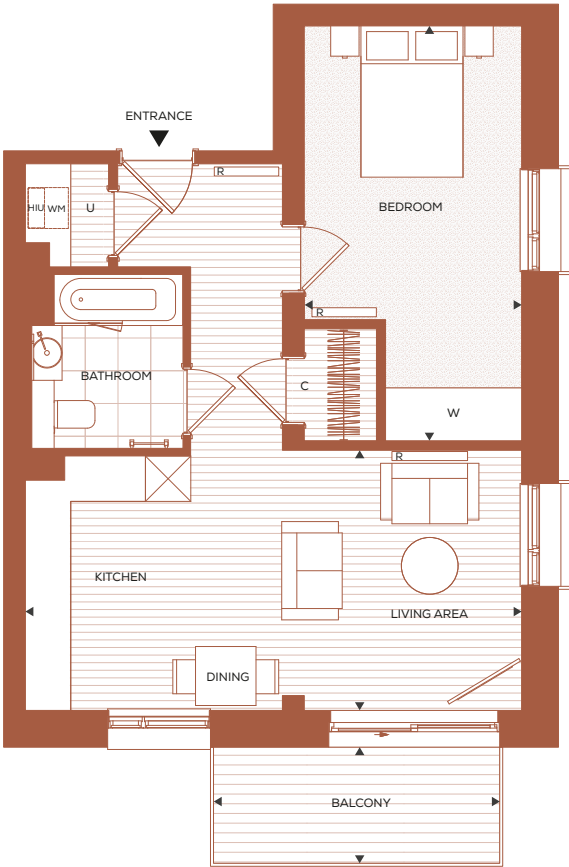 ENTRANCE
R
HIU WM U
BEDROOM
R
BATHROOM
C
W
R
KITCHEN
LIVING AREA
DINING
BALCONY